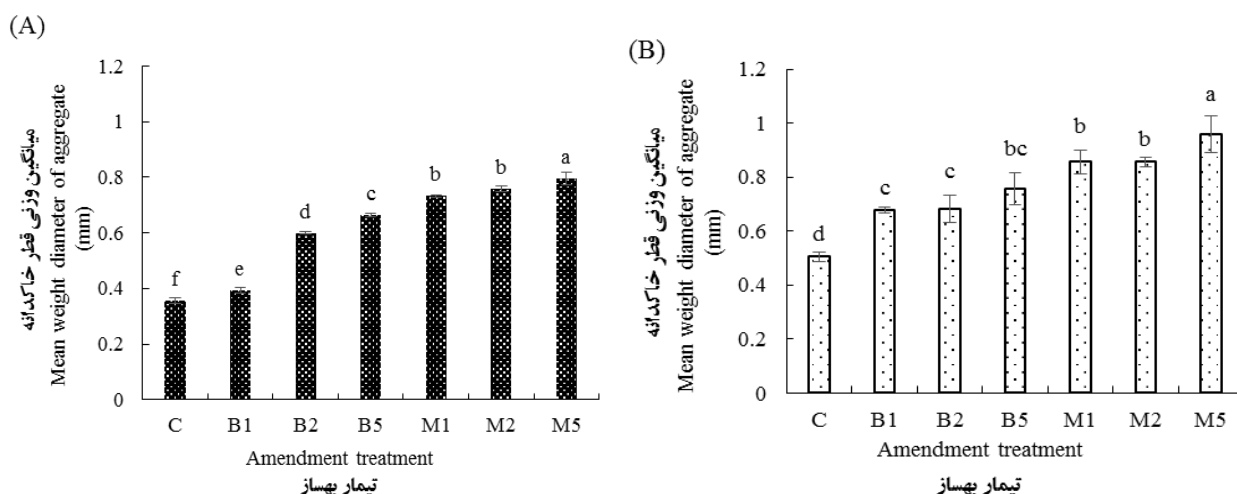 (A)
1.2
1
0.8
0.6
0.4
0.2
0
میانگین وزنی قطر خاکدانه
Mean weight diameter of aggregate
(mm)
f
e
d
c
b
b
a
C B1 B2 B5 M1 M2 M5
Amendment treatment
تیمار بهساز
(B)
1.2
1
0.8
0.6
0.4
0.2
0
میانگین وزنی قطر خاکدانه
Mean weight diameter of aggregate
(mm)
d
c
c
bc
b
b
a
C B1 B2 B5 M1 M2 M5
Amendment treatment
تیمار بهساز